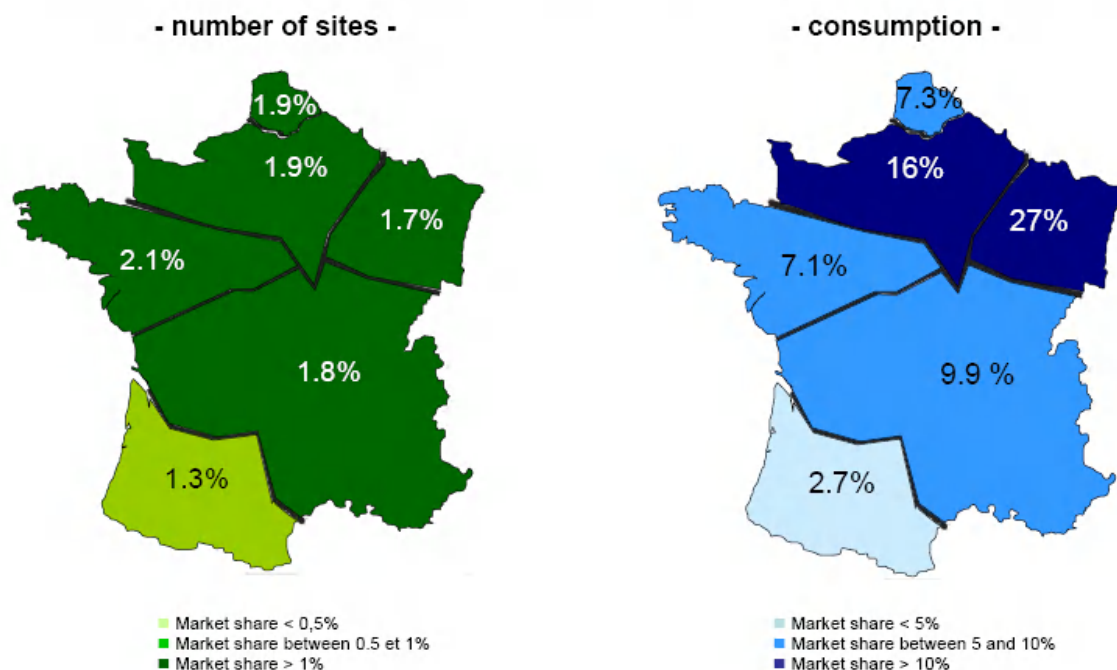 - number of sites -
1.9%
1.9%
1.7%
2.1%
1.8%
1.3%
Market share < 0,5%
Market share between 0.5 et 1%
Market share > 1%
- consumption -
7.3%
16%
27%
7.1%
9.9 %
2.7%
Market share < 5%
Market share between 5 and 10%
Market share > 10%